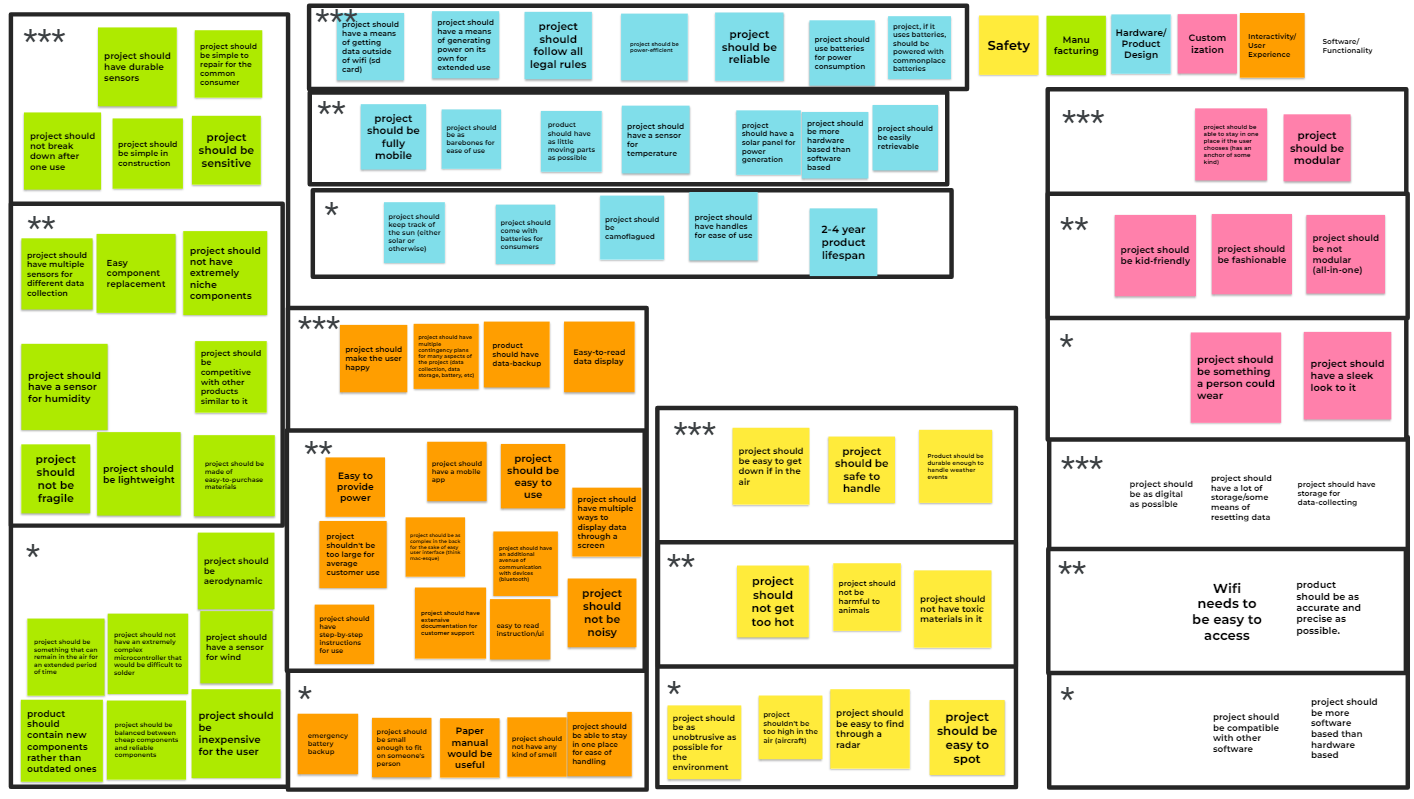 ***
project should
have durable
sensors
project should
be simple to
repair for the
common
consumer
project should
not break
down after
one use
project should
be simple in
construction
project
should be
sensitive
**
project should
have multiple
sensors for
different data
collection
Easy
component
replacement
project should
not have
extremely
niche
components
project should
have a sensor
for humidity
project should
be
competitive
with other
products
similar to it
project
should
not be
fragile
project should
be lightweight
project should be
made of
easy-to-purchase
materials
*
project should
be
aerodynamic
project should be
something that
can remain in the air for
an extended period
of time
project should not
have an extremely
complex
microcontroller that
would be difficult to
solder
project should
have a sensor
for wind
product
should
contain new
components
rather than
outdated ones
project should be
balanced between
cheap components
and reliable
components
project should
be
inexpensive
for the user
***
project should
have a means
of getting
data outside
of wifi (sd
card)
project should
have a means
of generating
power on its
own for
extended use
project
should
follow all
legal rules
project should be
power-efficient
project
should be
reliable
project should
use batteries
for power
consumption
project, if it
uses batteries,
should be
powered with
commonplace
batteries
**
project
should be
fully
mobile
project should
be as
barebones for
ease of use
product
should have
as little
moving parts
as possible
project should
have a sensor
for
temperature
project
should have a
solar panel for
power
generation
project should
be more
hardware
based than
software
based
project should
be easily
retrievable
*
project should
keep track of
the sun (either
solar or
otherwise)
project should
come with
batteries for
consumers
project should
be
camoflagued
project should
have handles
for ease of use
2-4 year
product
lifespan
***
project should
make the user
happy
project should have
multiple
contingency plans
for many aspects of
the project (data
collection, data
storage, battery, etc)
product
should have
data-backup
Easy-to-read
data display
**
Easy to
provide
power
project should
have a mobile
app
project
should be
easy to
use
project should
have multiple
ways to
display data
through a
screen
project
shouldn't be
too large for
average
customer use
project should be as
complex in the back
for the sake of easy
user interface (think
mac-esque)
project should have
an additional
avenue of
communication
with devices
(bluetooth)
project
should
have
step-by-step
instructions
for use
project should have
extensive
documentation for
customer support
easy to read
instruction/ui
project
should
not be
noisy
*
emergency
battery
backup
project should
be small
enough to fit
on someone's
person
Paper
manual
would be
useful
project should
not have any
kind of smell
project should
be able to stay
in one place
for ease of
handling
***
project should
be easy to get
down if in the
air
project
should be
safe to
handle
Product should be
durable enough to
handle weather
events
**
project
should
not get
too hot
project should
not be
harmful to
animals
project should
not have toxic
materials in it
*
project should
be as
unobtrusive as
possible for
the
environment
project
shouldn't be
too high in the
air (aircraft)
project should
be easy to find
through a
radar
project
should be
easy to
spot
Safety
Manu
facturing
Hardware/
Product
Design
Custom
ization
Interactivity/
User
Experience
Software/
Functionality
***
project should be
able to stay in one
place if the user
chooses (has an
anchor of some
kind)
project
should be
modular
**
project should
be kid-friendly
project should
be fashionable
project should
be not
modular
(all-in-one)
*
project should
be something
a person could
wear
project should
have a sleek
look to it
***
project should
be as digital
as possible
project should
have a lot of
storage/some
means of
resetting data
project should have
storage for
data-collecting
**
Wifi
needs to
be easy to
access
product
should be as
accurate and
precise as
possible.
*
project should
be compatible
with other
software
project should
be more
software
based than
hardware
based